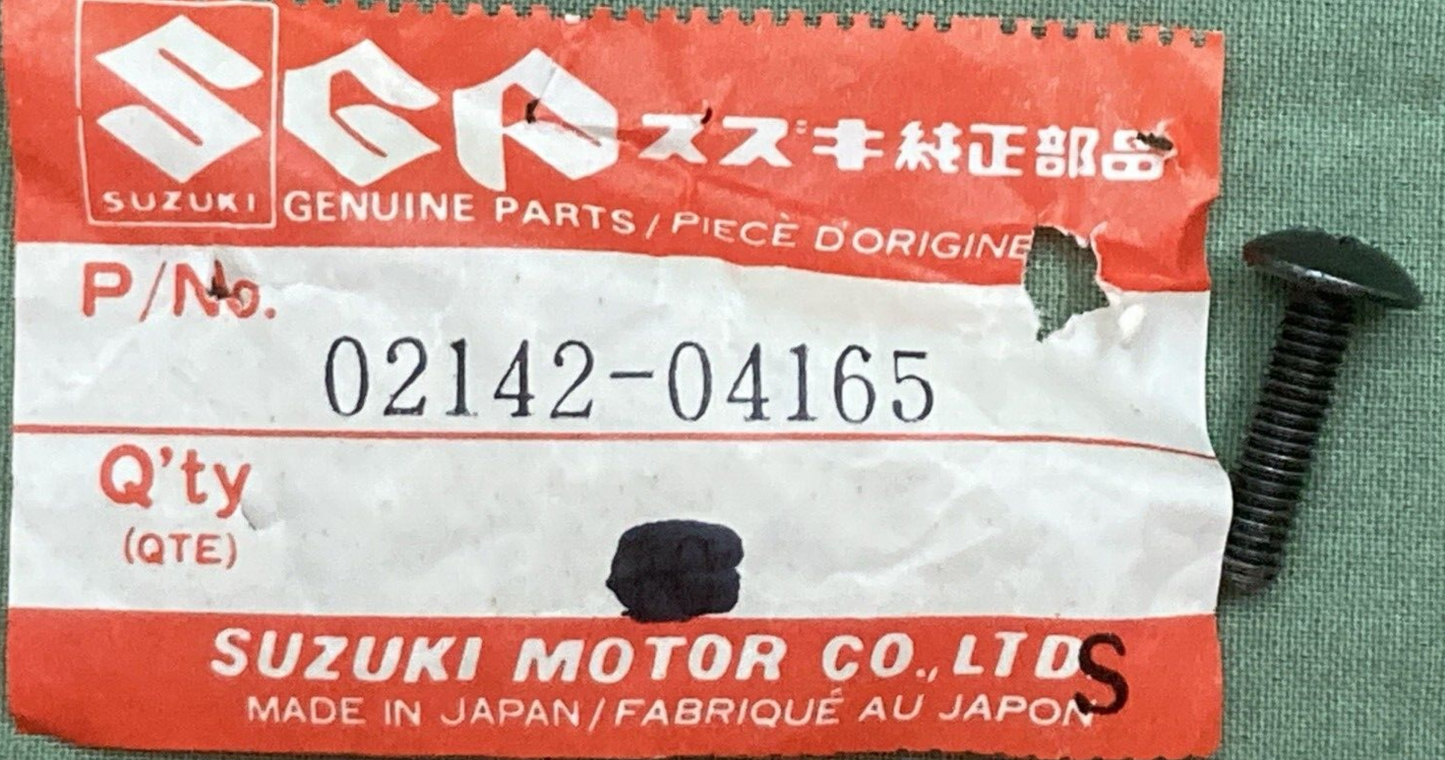 SGP スズキ純正部品
SUZUKI GENUINE PARTS / PIECÈ D'ORIGINE
P/No.
02142-04165
Q'ty
(QTE)
SUZUKI MOTOR CO., LTD
S
MADE IN JAPAN / FABRIQUÉ AU JAPON